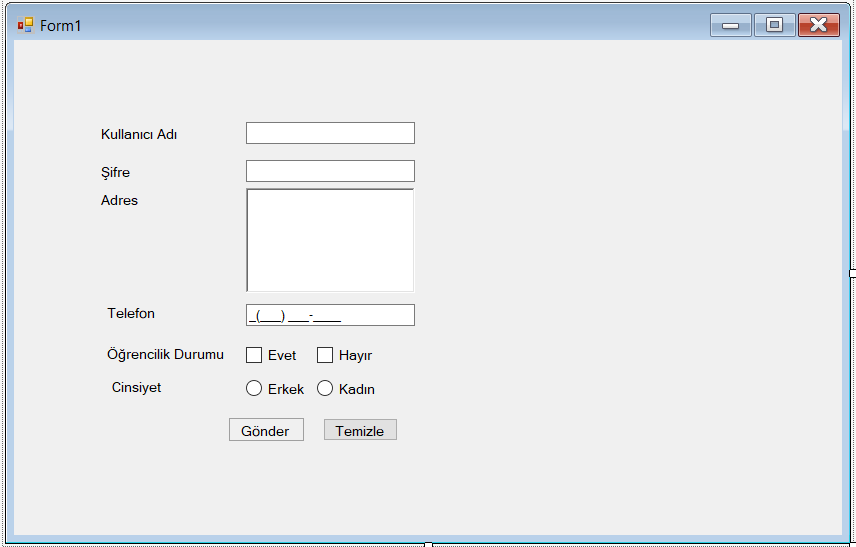 Form1
Kullanıcı Adı
Şifre
Adres
Telefon _(___) ___-____
Öğrencilik Durumu Evet Hayır
Cinsiyet Erkek Kadın
Gönder Temizle